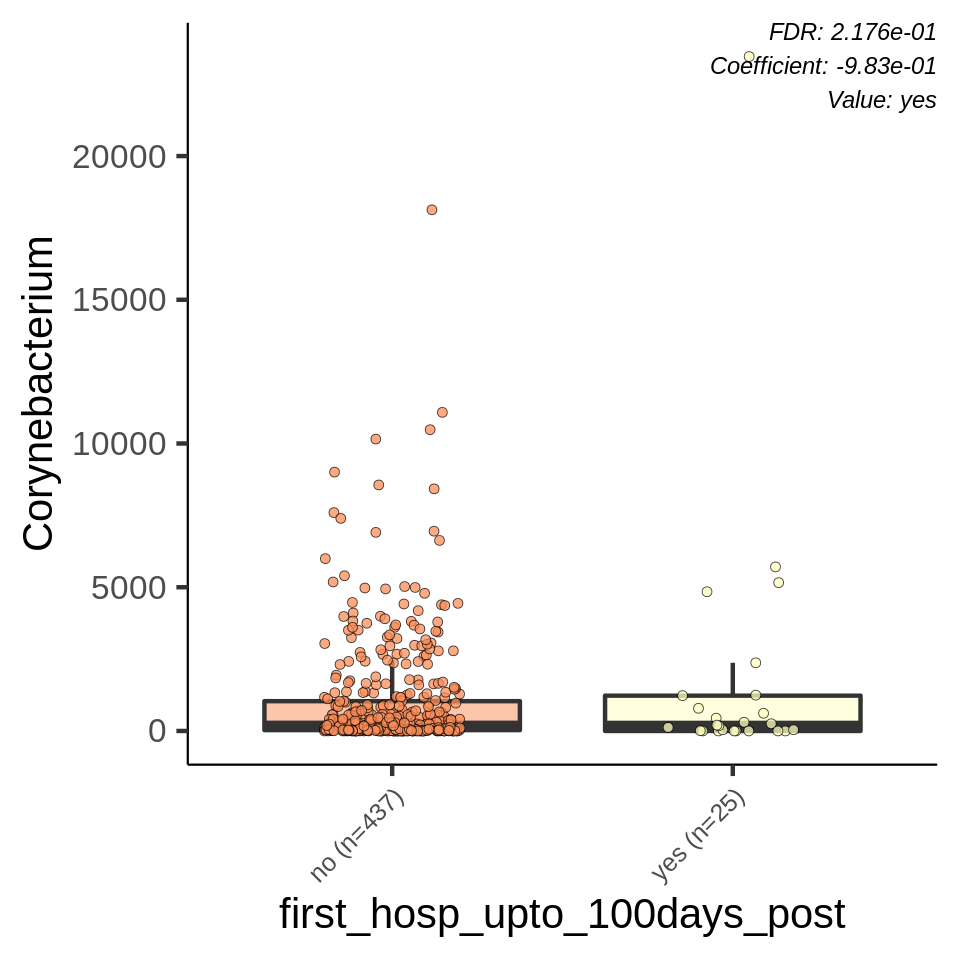 FDR: 2.176e-01
Coefficient: -9.83e-01
Value: yes
Corynebacterium
20000
15000
10000
5000
0
no (n=437)
yes (n=25)
first_hosp_upto_100days_post